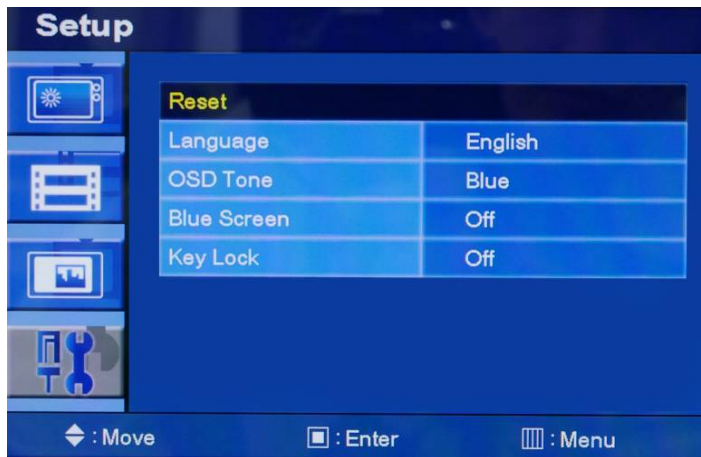 Setup
Reset
Language English
OSD Tone Blue
Blue Screen Off
Key Lock Off
: Move : Enter : Menu